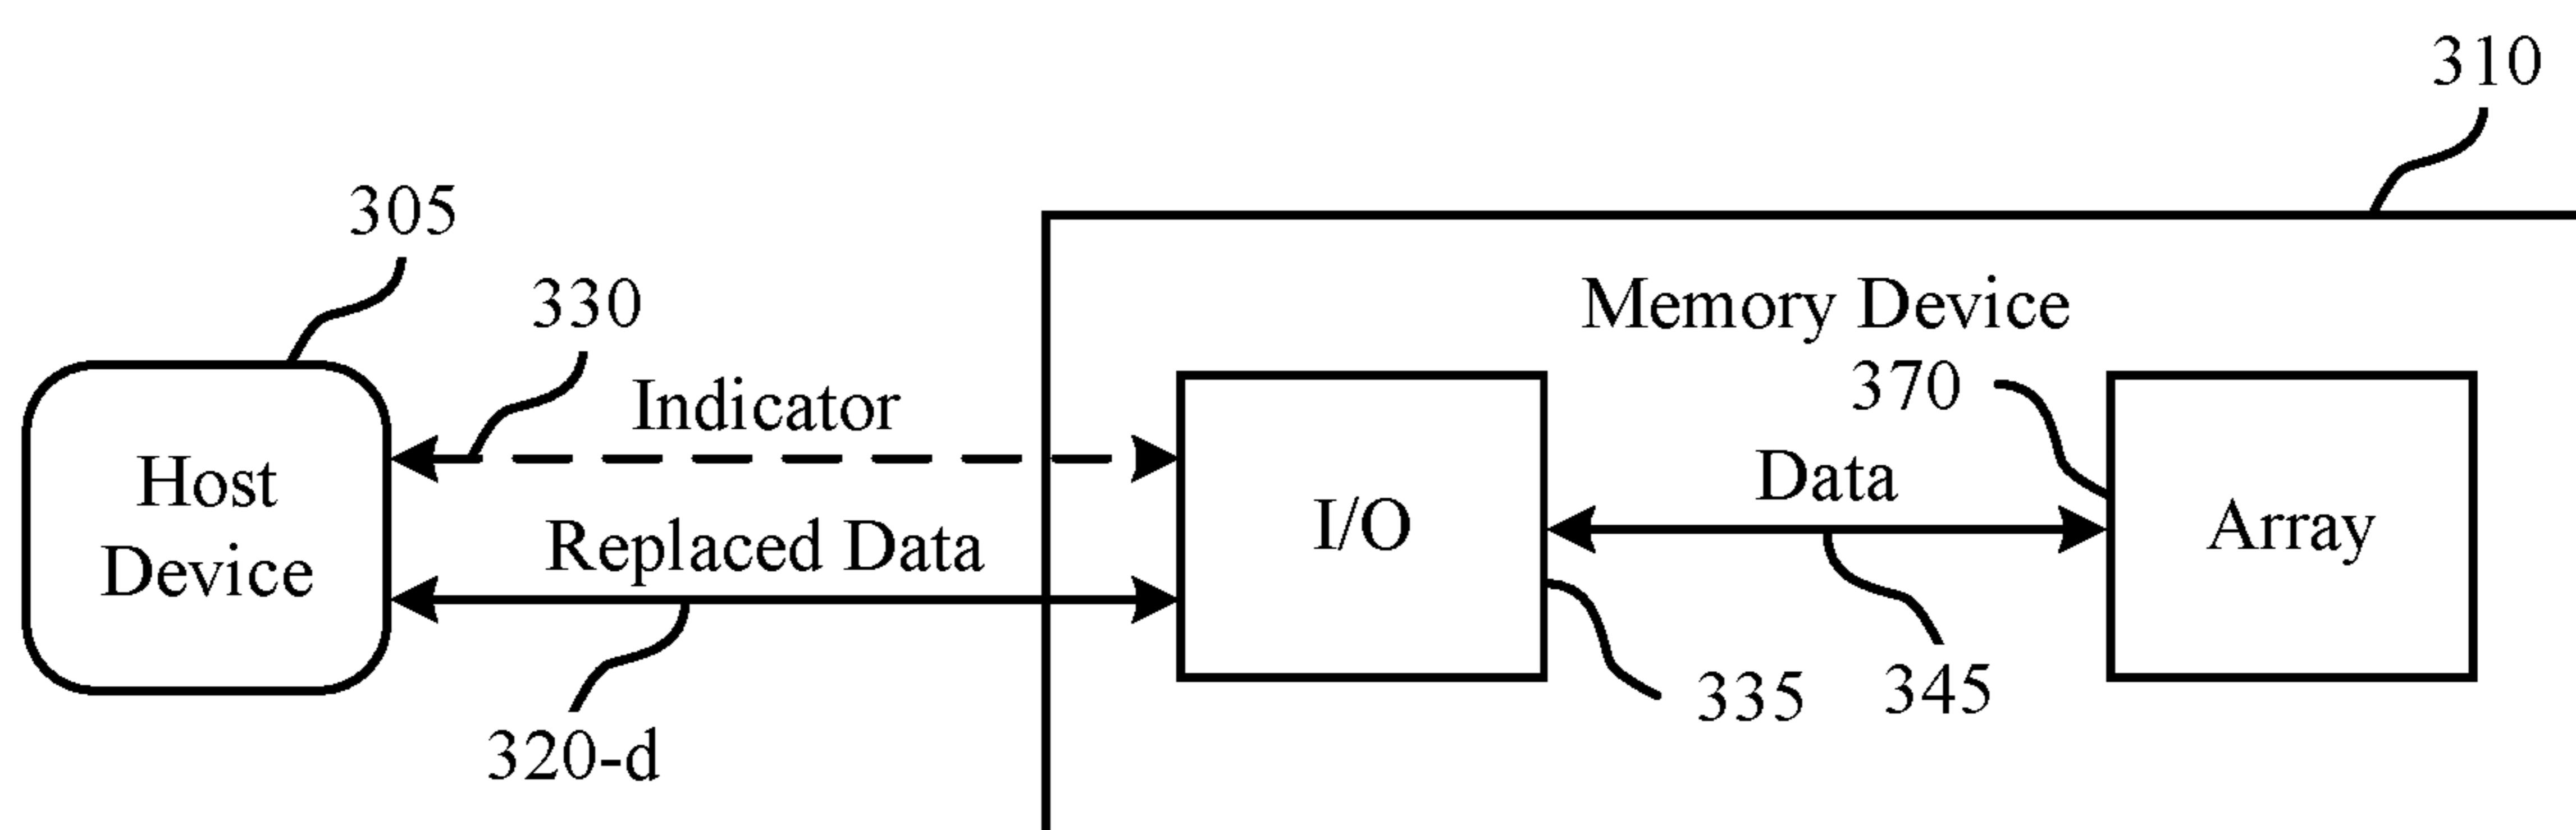 310
305
330
Memory Device
370
Indicator
Host
Device
Data
I/O
Array
Replaced Data
335
345
320-d